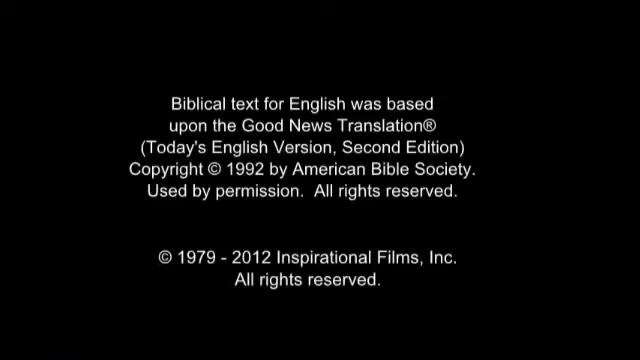 Biblical text for English was based
upon the Good News Translation®
(Today's English Version, Second Edition)
Copyright © 1992 by American Bible Society.
Used by permission.  All rights reserved.
© 1979 - 2012 Inspirational Films, Inc.
All rights reserved.